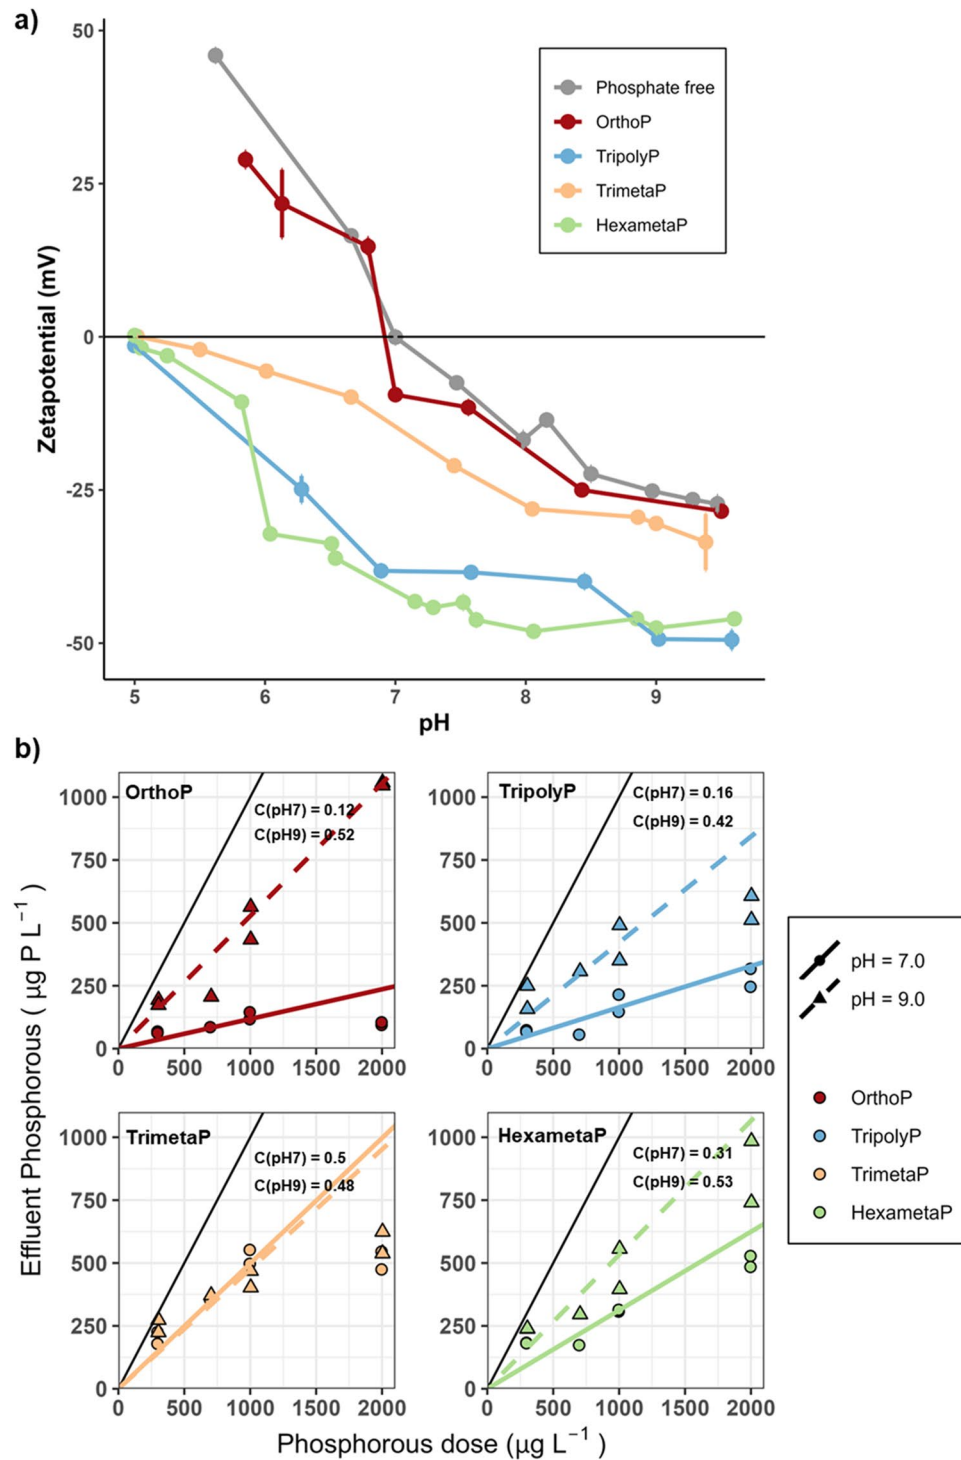 a)
50
25
0
-25
-50
Zetapotential (mV)
Phosphate free
OrthoP
TripolyP
TrimetaP
HexametaP
5 6 7 8 9
pH
b)
Effluent Phosphorous ( µg P L⁻¹ )
OrthoP
C(pH7) = 0.12
C(pH9) = 0.52
1000
750
500
250
0
0 500 1000 1500 2000
TripolyP
C(pH7) = 0.16
C(pH9) = 0.42
1000
750
500
250
0
0 500 1000 1500 2000
TrimetaP
C(pH7) = 0.5
C(pH9) = 0.48
1000
750
500
250
0
0 500 1000 1500 2000
HexametaP
C(pH7) = 0.31
C(pH9) = 0.53
1000
750
500
250
0
0 500 1000 1500 2000
Phosphorous dose (µg L⁻¹ )
pH = 7.0
pH = 9.0
OrthoP
TripolyP
TrimetaP
HexametaP